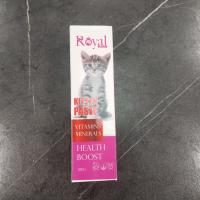 Royal
KITTEN
PASTE
VITAMINS
MINERALS
HEALTH
BOOST